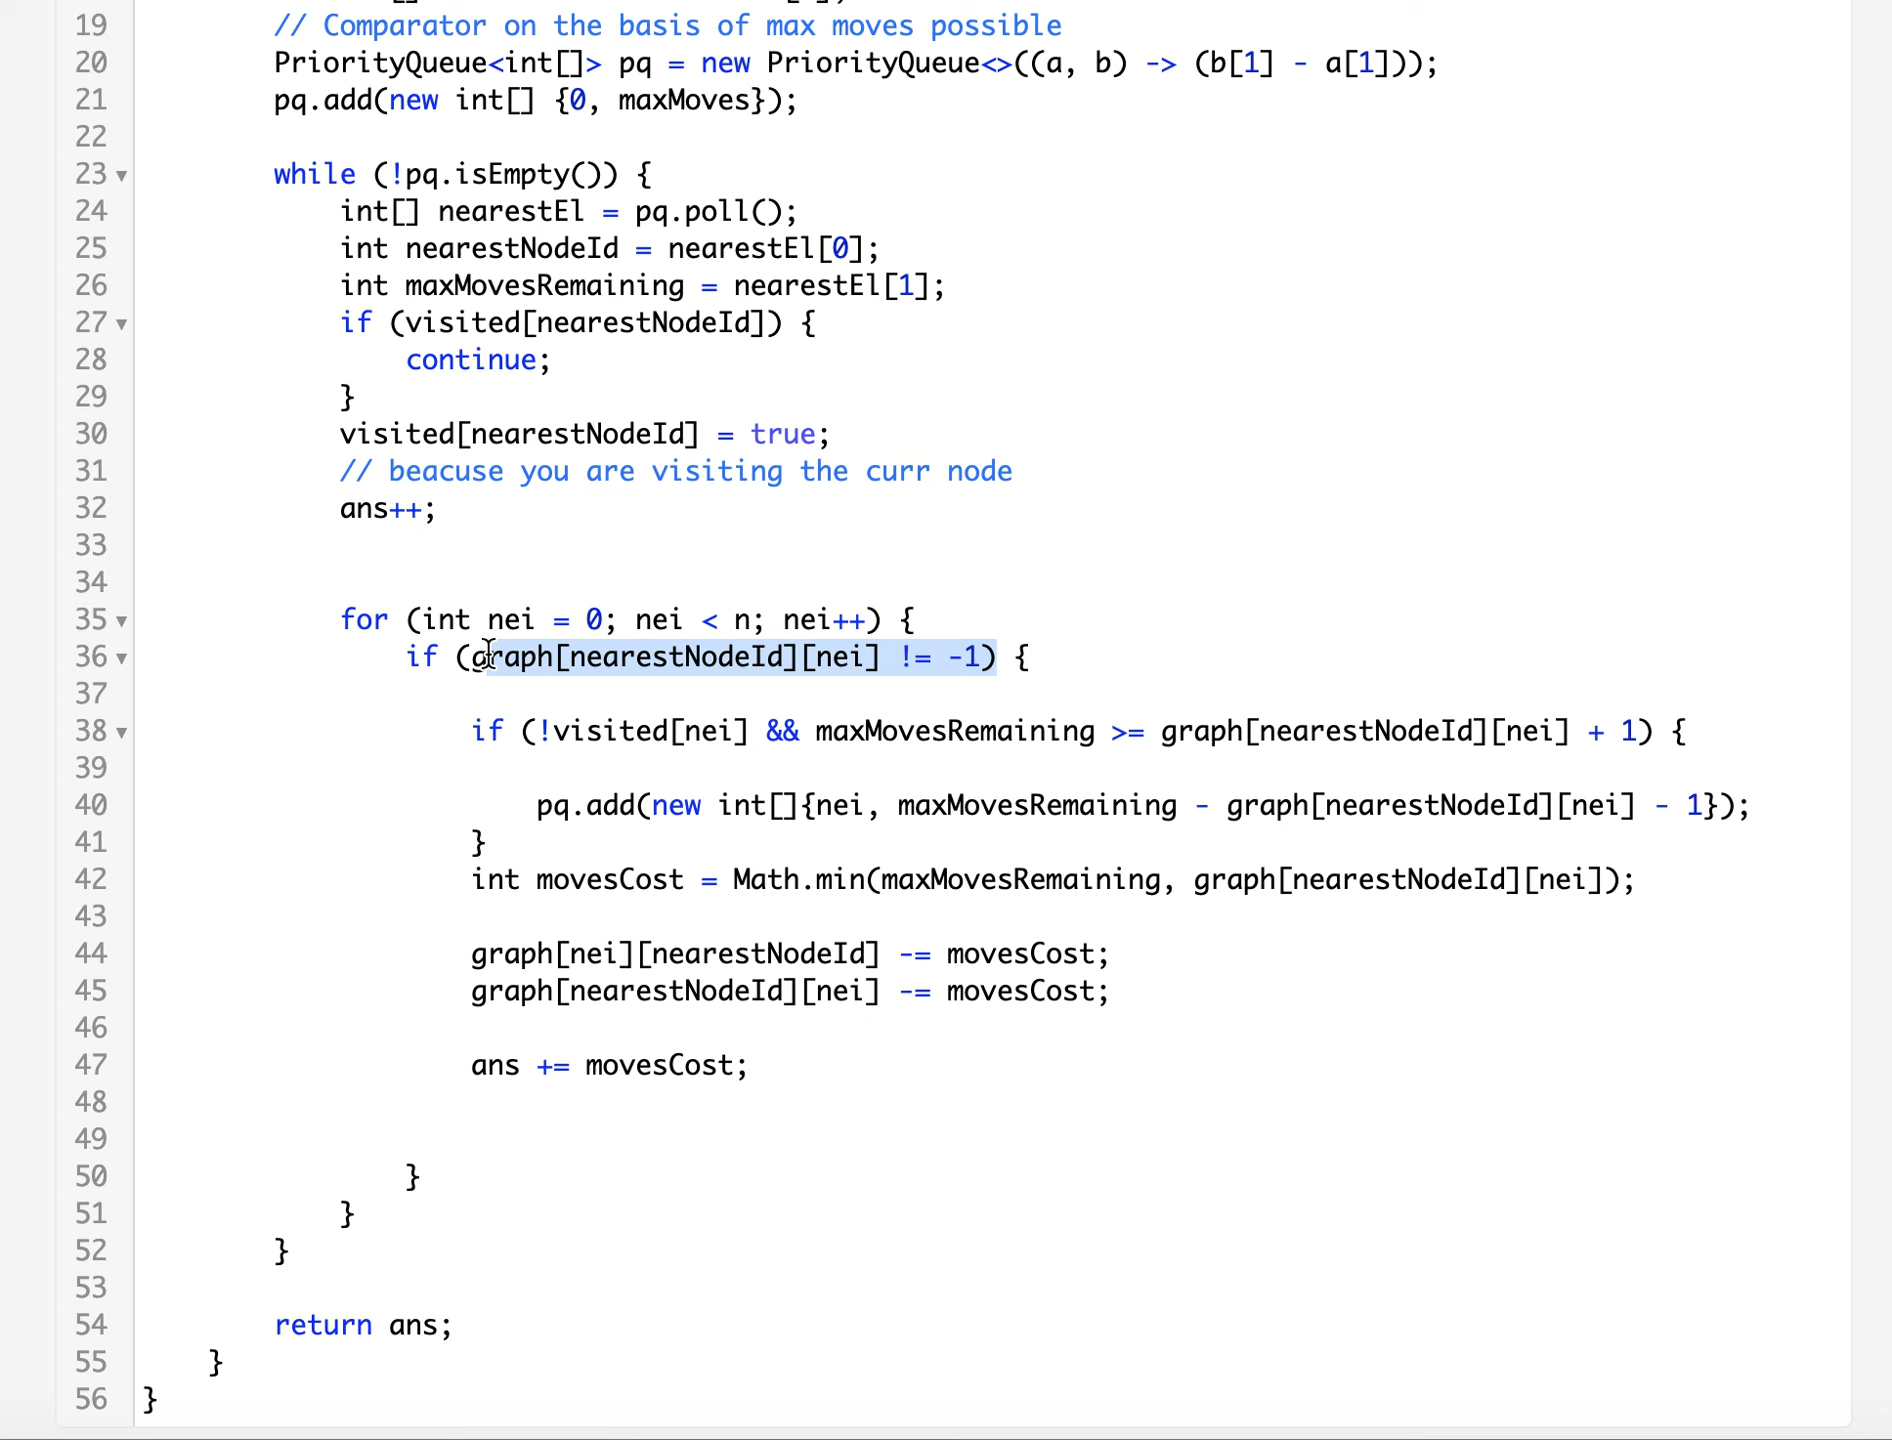 19 // Comparator on the basis of max moves possible
20 PriorityQueue<int[]> pq = new PriorityQueue<>((a, b) -> (b[1] - a[1]));
21 pq.add(new int[] {0, maxMoves});
22
23 while (!pq.isEmpty()) {
24 int[] nearestEl = pq.poll();
25 int nearestNodeId = nearestEl[0];
26 int maxMovesRemaining = nearestEl[1];
27 if (visited[nearestNodeId]) {
28 continue;
29 }
30 visited[nearestNodeId] = true;
31 // beacuse you are visiting the curr node
32 ans++;
33
34
35 for (int nei = 0; nei < n; nei++) {
36 if (graph[nearestNodeId][nei] != -1) {
37
38 if (!visited[nei] && maxMovesRemaining >= graph[nearestNodeId][nei] + 1) {
39
40 pq.add(new int[]{nei, maxMovesRemaining - graph[nearestNodeId][nei] - 1});
41 }
42 int movesCost = Math.min(maxMovesRemaining, graph[nearestNodeId][nei]);
43
44 graph[nei][nearestNodeId] -= movesCost;
45 graph[nearestNodeId][nei] -= movesCost;
46
47 ans += movesCost;
48
49
50 }
51 }
52 }
53
54 return ans;
55 }
56 }